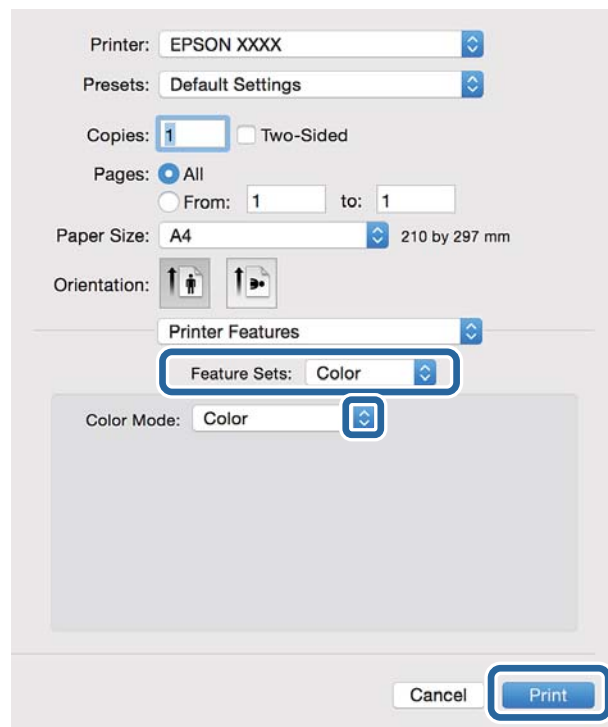 Printer: EPSON XXXX
Presets: Default Settings
Copies: 1 Two-Sided
Pages: All
From: 1 to: 1
Paper Size: A4 210 by 297 mm
Orientation:
Printer Features
Feature Sets: Color
Color Mode: Color
Cancel Print